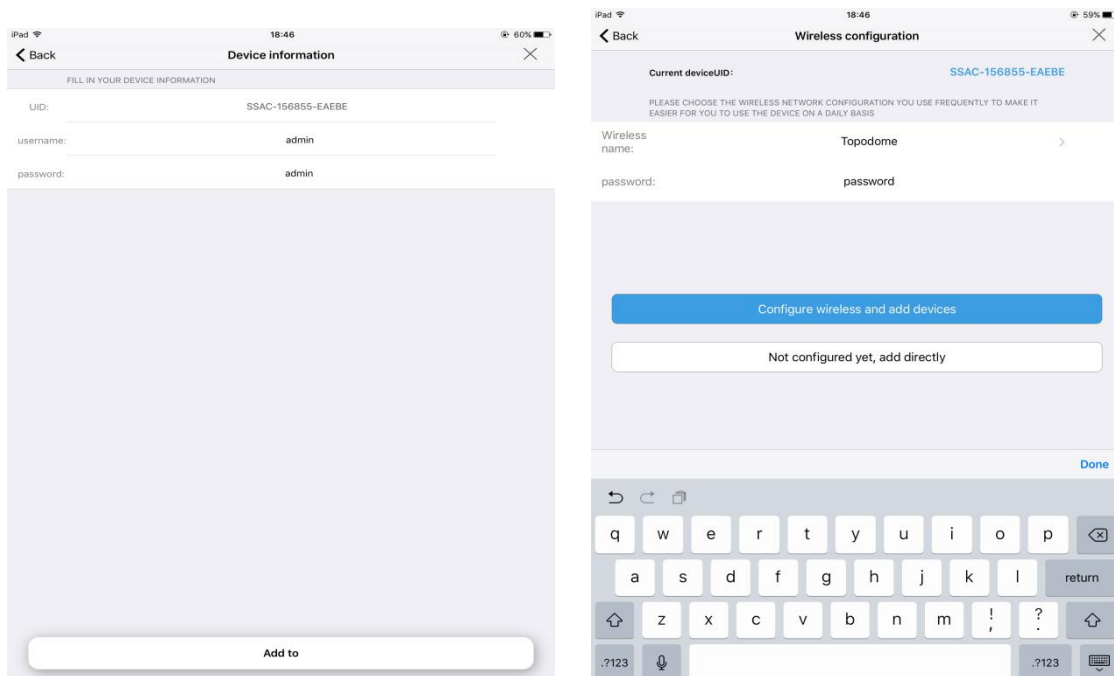 iPad 18:46 60%
Back Device information
FILL IN YOUR DEVICE INFORMATION
UID: SSAC-156855-EAEBE
username: admin
password: admin
Add to
iPad 18:46 59%
Back Wireless configuration
Current deviceUID: SSAC-156855-EAEBE
PLEASE CHOOSE THE WIRELESS NETWORK CONFIGURATION YOU USE FREQUENTLY TO MAKE IT
EASIER FOR YOU TO USE THE DEVICE ON A DAILY BASIS
Wireless
name: Topodome
password: password
Configure wireless and add devices
Not configured yet, add directly
Done
q w e r t y u i o p
a s d f g h j k l return
z x c v b n m ! , ? .
.?123 .?123